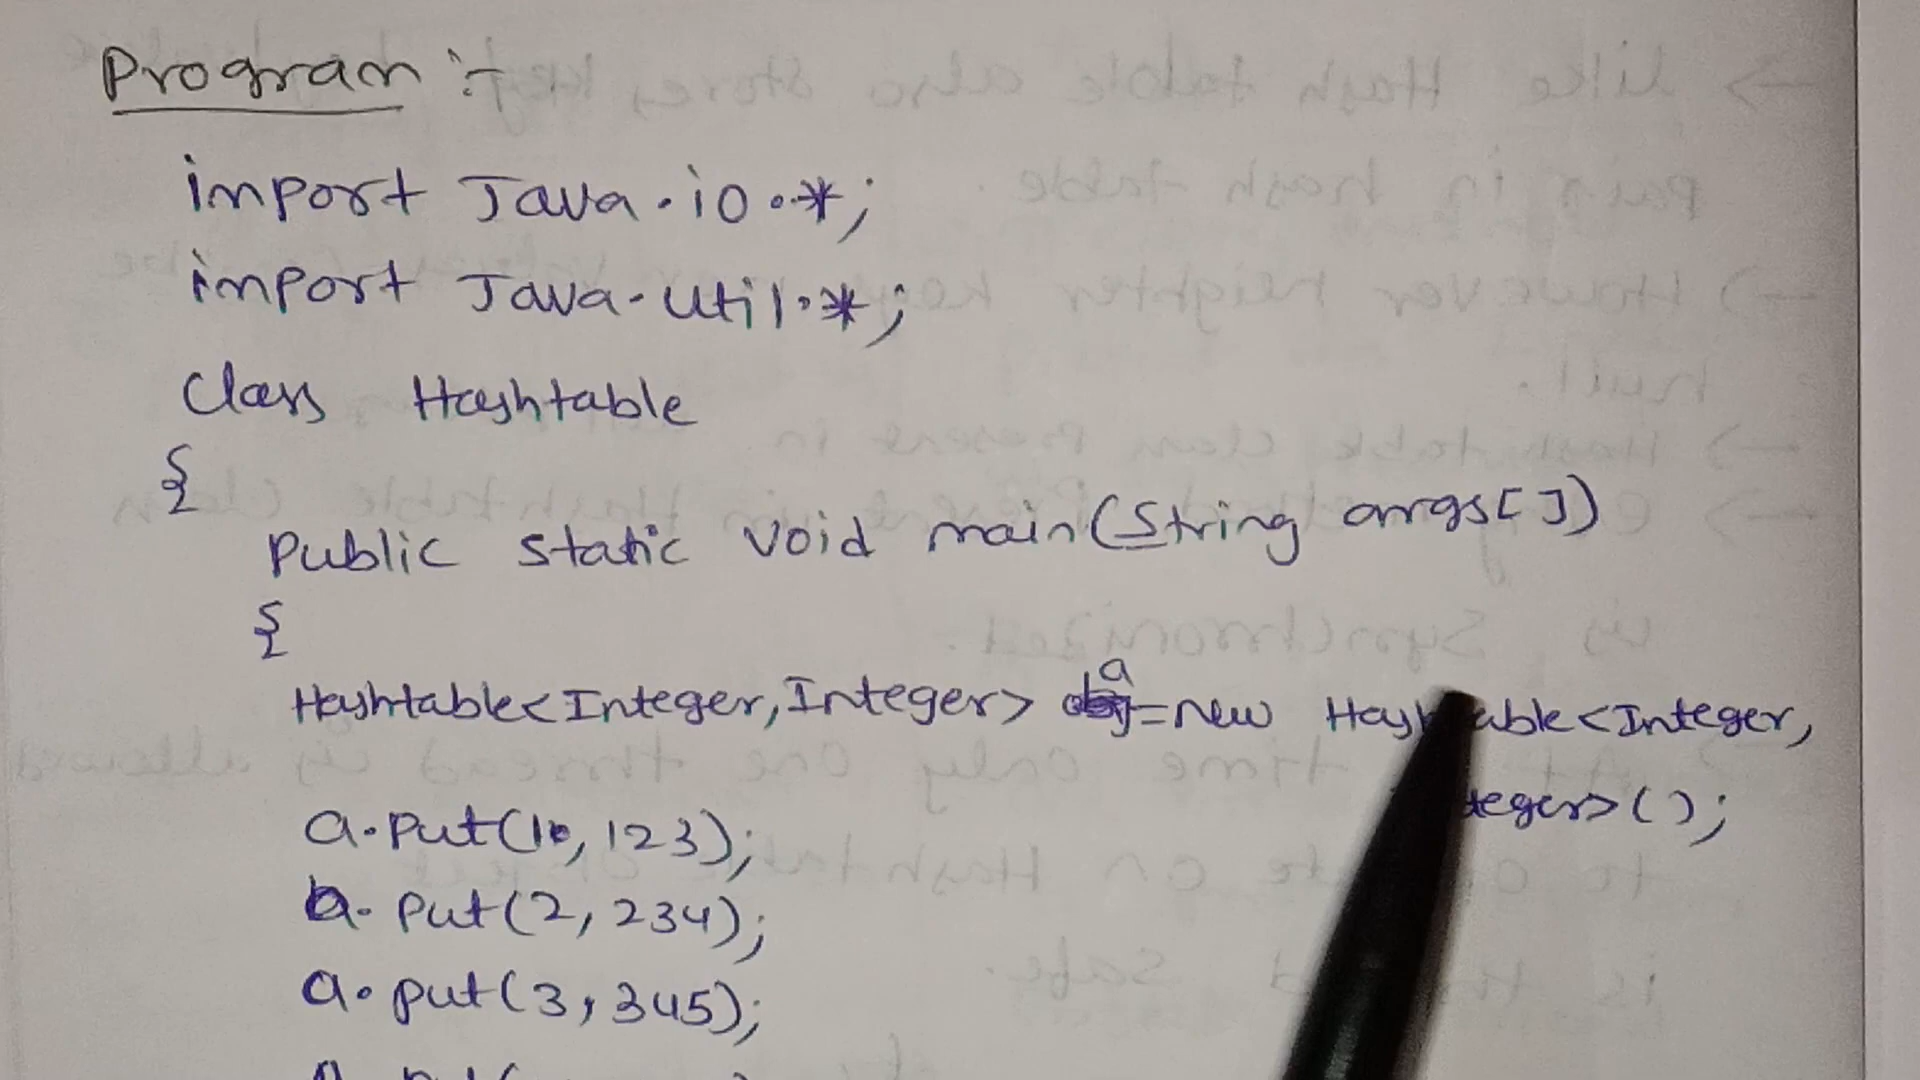 Program :-
import Java.io.*;
import Java.util.*;
Class Hashtable
{
Public static void main(String args[])
{
Hashtable<Integer,Integer> a=new Hashtable<Integer,
tegers>();
a.put(10,123);
a.put(2,234);
a.put(3,345);